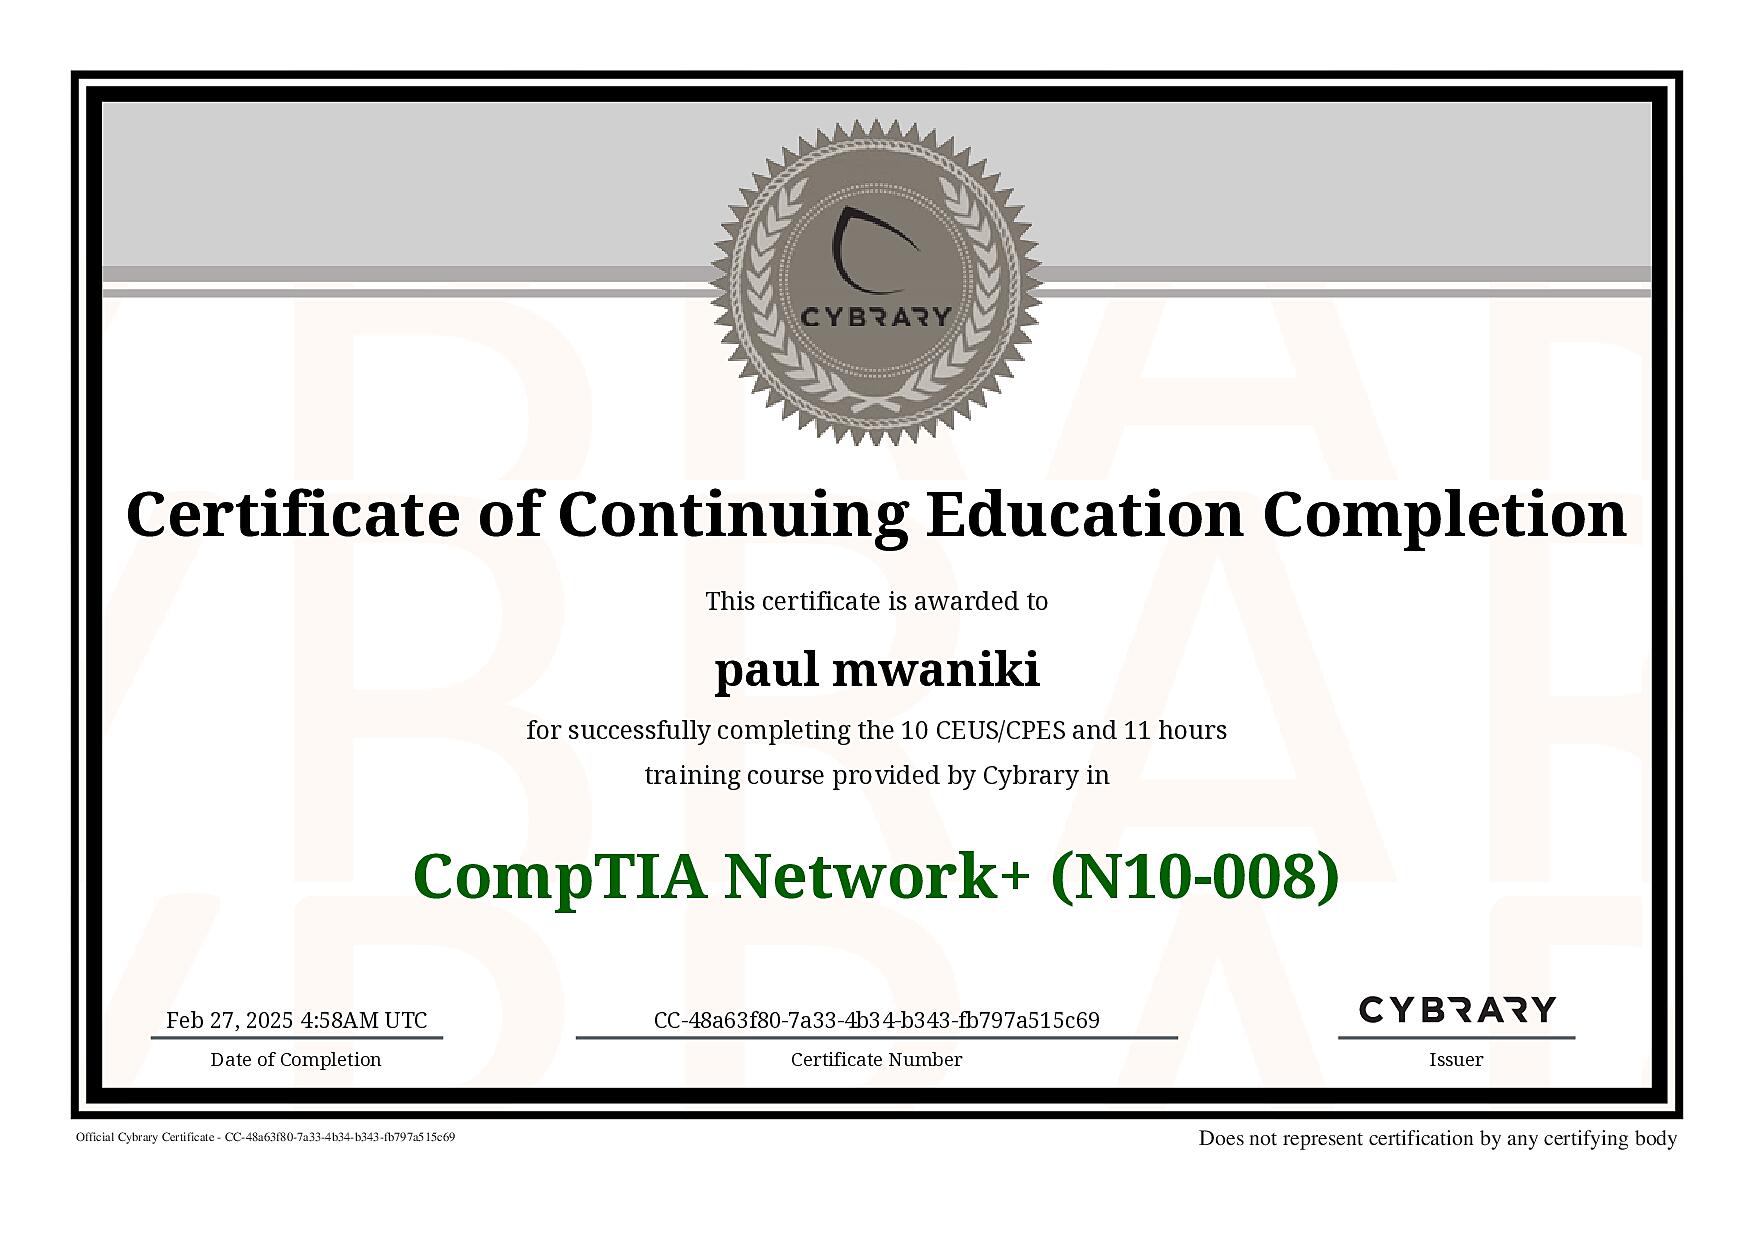 CYBRARY
Certificate of Continuing Education Completion
This certificate is awarded to
paul mwaniki
for successfully completing the 10 CEUS/CPES and 11 hours
training course provided by Cybrary in
CompTIA Network+ (N10-008)
Feb 27, 2025 4:58AM UTC
Date of Completion
CC-48a63f80-7a33-4b34-b343-fb797a515c69
Certificate Number
CYBRARY
Issuer
Official Cybrary Certificate - CC-48a63f80-7a33-4b34-b343-fb797a515c69
Does not represent certification by any certifying body